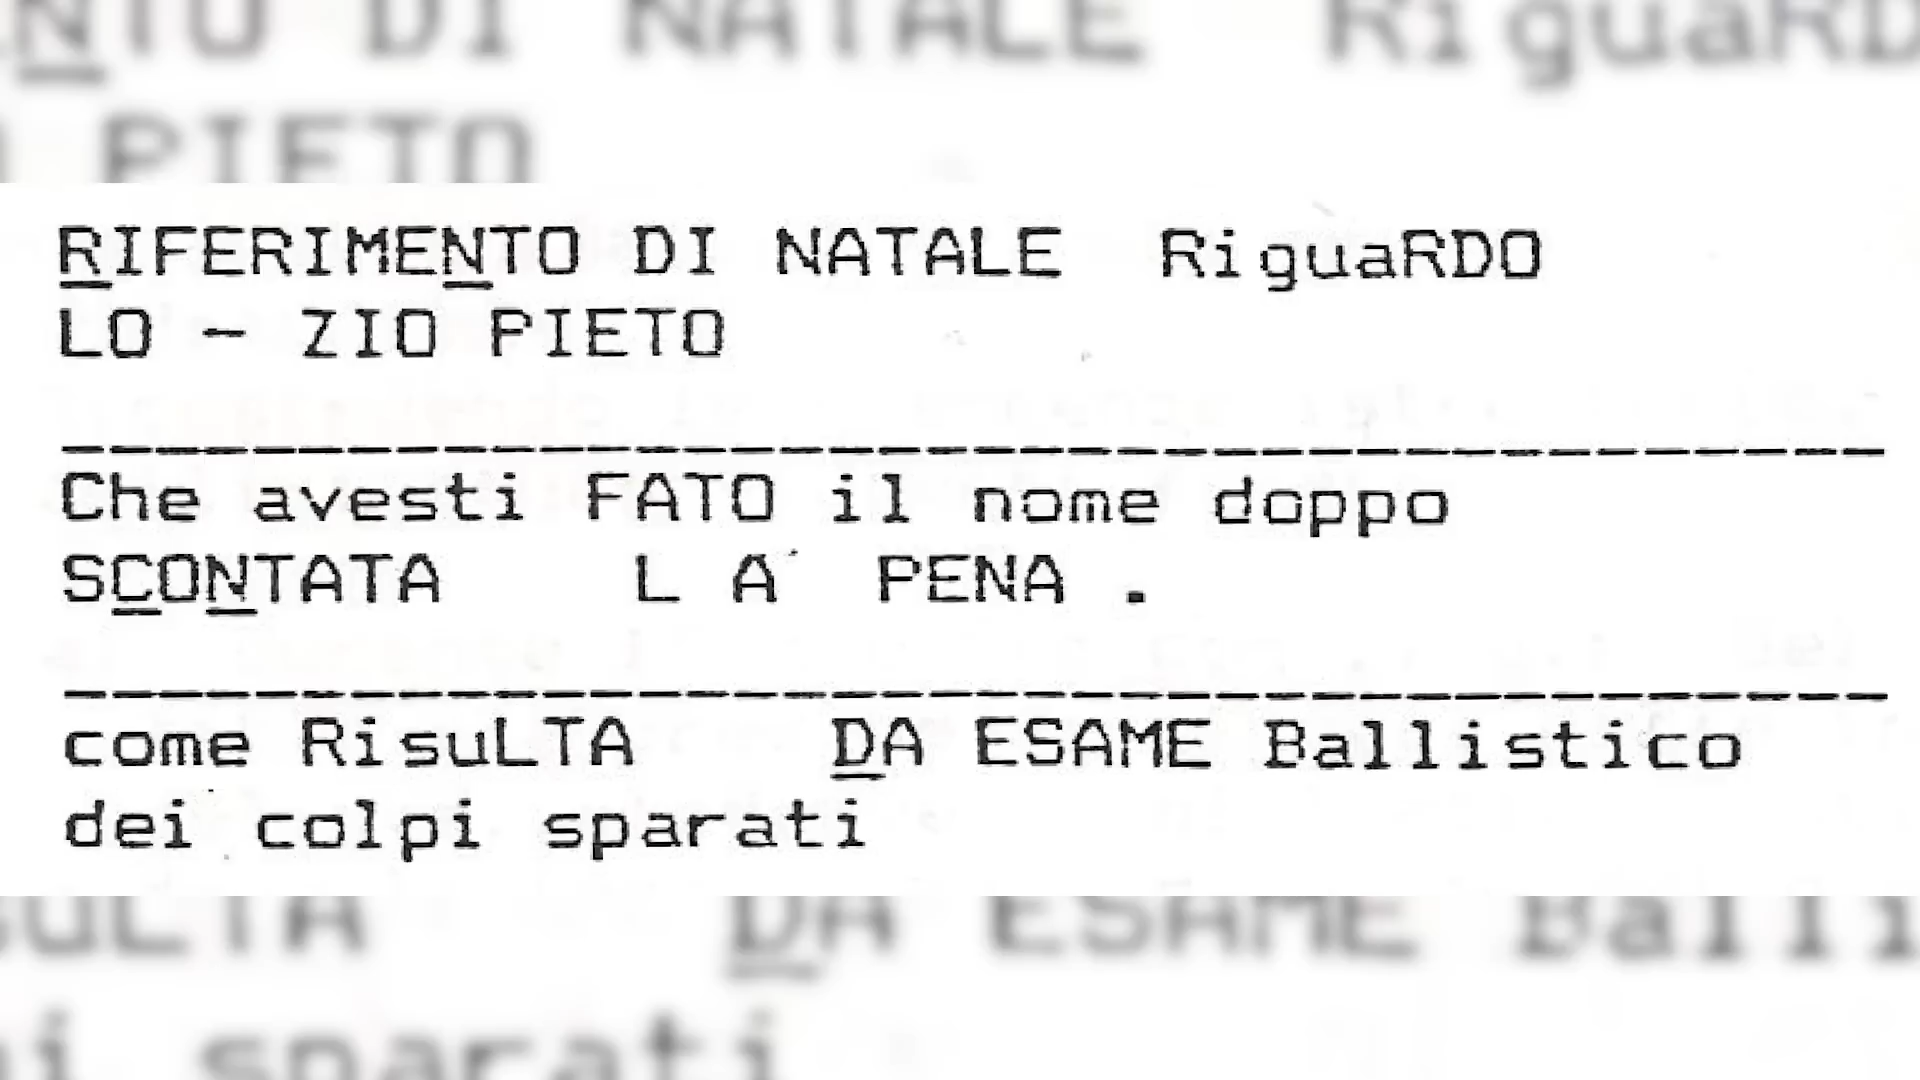 RIFERIMENTO DI NATALE RiguaRDO
LO - ZIO PIETO
Che avesti FATO il nome doppo
SCONTATA L A PENA .
come RisuLTA DA ESAME Ballistico
dei colpi sparati